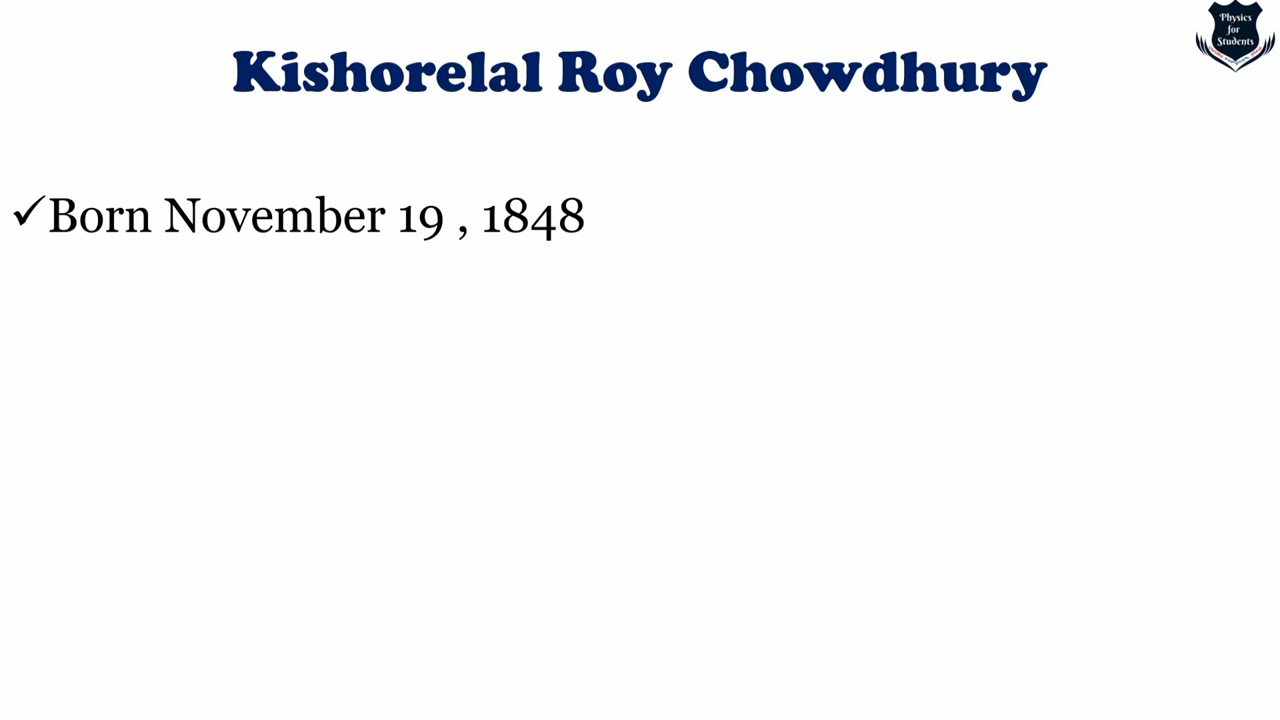 Physics
for
Students
Kishorelal Roy Chowdhury
✓Born November 19 , 1848